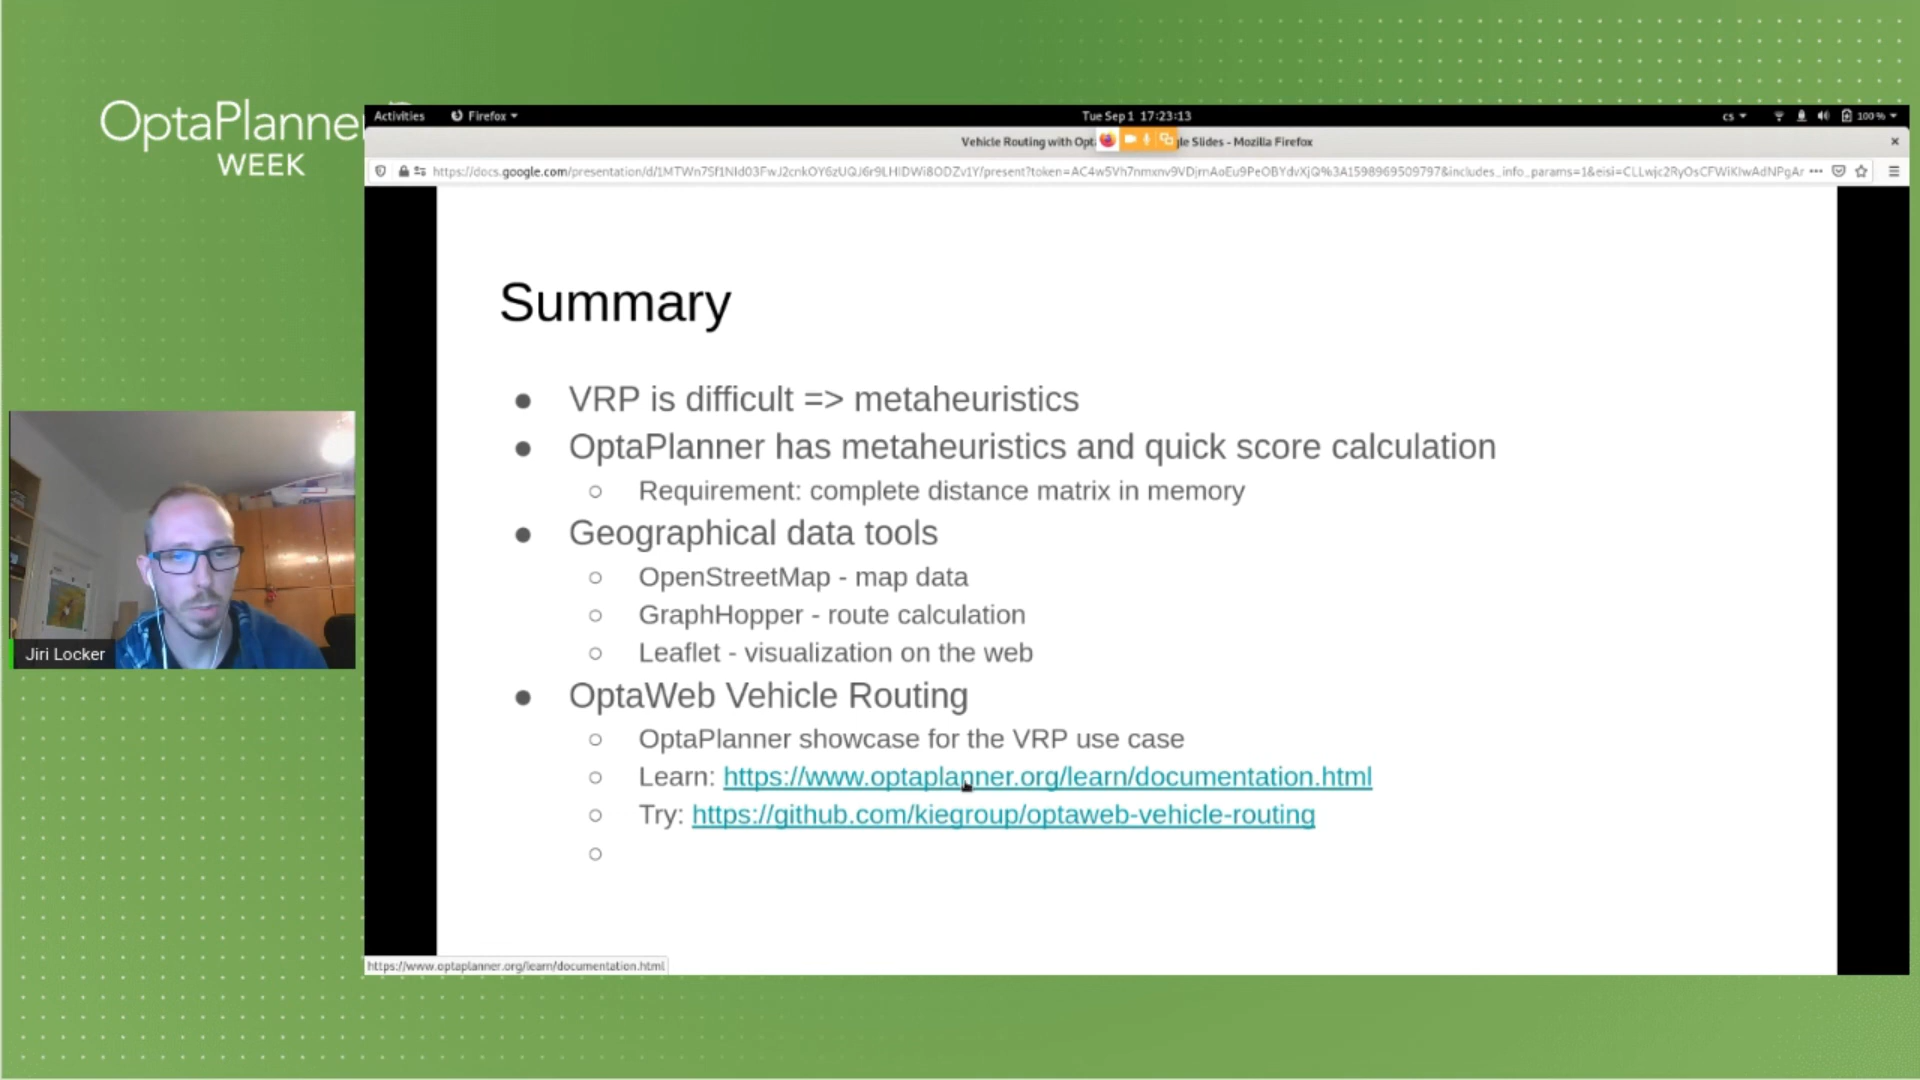 OptaPlanner
WEEK
Activities Firefox Tue Sep 1 17:23:13 cs 100 %
Vehicle Routing with Opt le Slides - Mozilla Firefox
Summary
● VRP is difficult => metaheuristics
● OptaPlanner has metaheuristics and quick score calculation
○ Requirement: complete distance matrix in memory
● Geographical data tools
○ OpenStreetMap - map data
○ GraphHopper - route calculation
○ Leaflet - visualization on the web
● OptaWeb Vehicle Routing
○ OptaPlanner showcase for the VRP use case
○ Learn: https://www.optaplanner.org/learn/documentation.html
○ Try: https://github.com/kiegroup/optaweb-vehicle-routing
○
Jiri Locker
https://www.optaplanner.org/learn/documentation.html